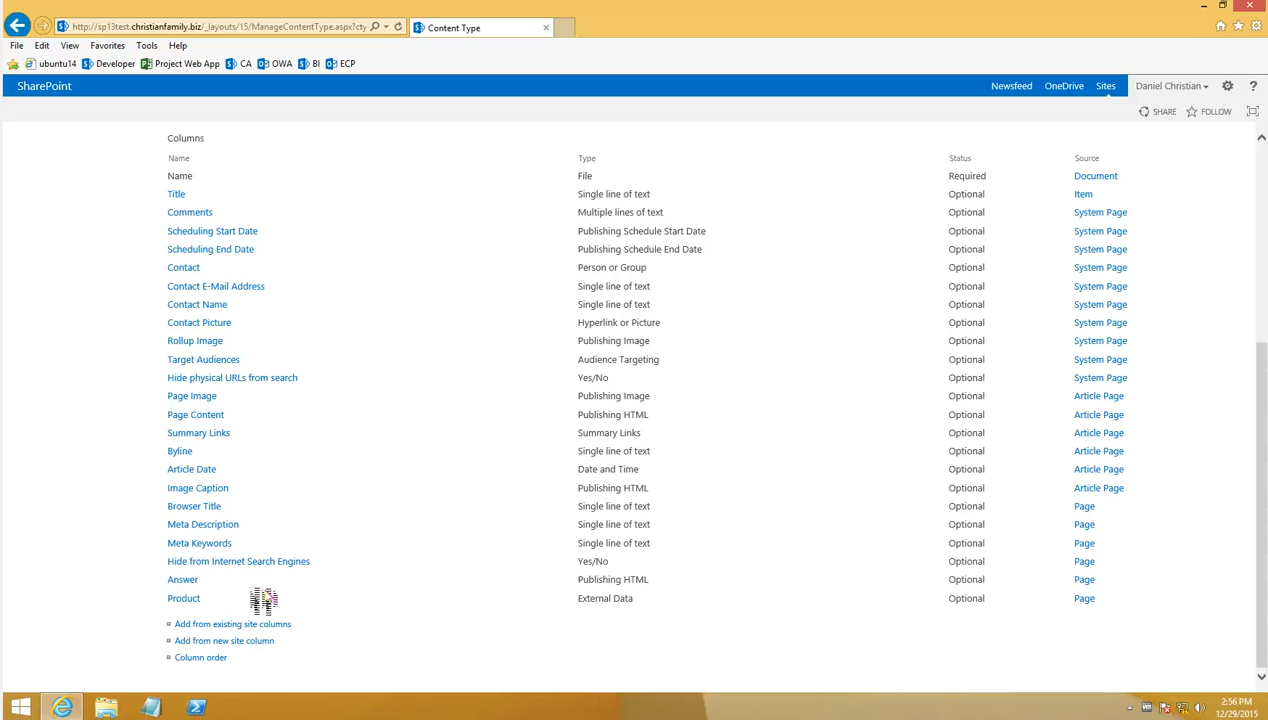 http://sp13test.christianfamily.biz/_layouts/15/ManageContentType.aspx?cty
Content Type
File Edit View Favorites Tools Help
ubuntu14 Developer Project Web App CA OWA BI ECP
SharePoint Newsfeed OneDrive Sites Daniel Christian ?
SHARE FOLLOW
Columns
Name Type Status Source
Name File Required Document
Title Single line of text Optional Item
Comments Multiple lines of text Optional System Page
Scheduling Start Date Publishing Schedule Start Date Optional System Page
Scheduling End Date Publishing Schedule End Date Optional System Page
Contact Person or Group Optional System Page
Contact E-Mail Address Single line of text Optional System Page
Contact Name Single line of text Optional System Page
Contact Picture Hyperlink or Picture Optional System Page
Rollup Image Publishing Image Optional System Page
Target Audiences Audience Targeting Optional System Page
Hide physical URLs from search Yes/No Optional System Page
Page Image Publishing Image Optional Article Page
Page Content Publishing HTML Optional Article Page
Summary Links Summary Links Optional Article Page
Byline Single line of text Optional Article Page
Article Date Date and Time Optional Article Page
Image Caption Publishing HTML Optional Article Page
Browser Title Single line of text Optional Page
Meta Description Single line of text Optional Page
Meta Keywords Single line of text Optional Page
Hide from Internet Search Engines Yes/No Optional Page
Answer Publishing HTML Optional Page
Product External Data Optional Page
Add from existing site columns
Add from new site column
Column order
2:56 PM
12/29/2015